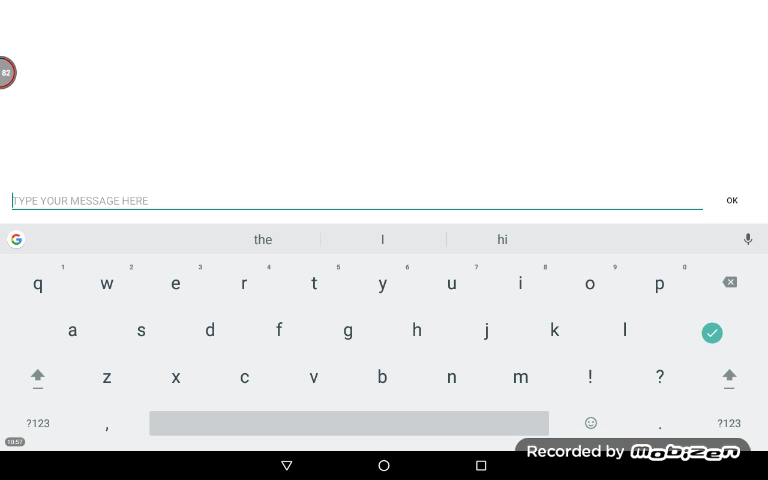 82
TYPE YOUR MESSAGE HERE
OK
G the I hi
1 2 3 4 5 6 7 8 9 0
q w e r t y u i o p
a s d f g h j k l
z x c v b n m ! ?
?123 , . ?123
10:57
Recorded by mobizen